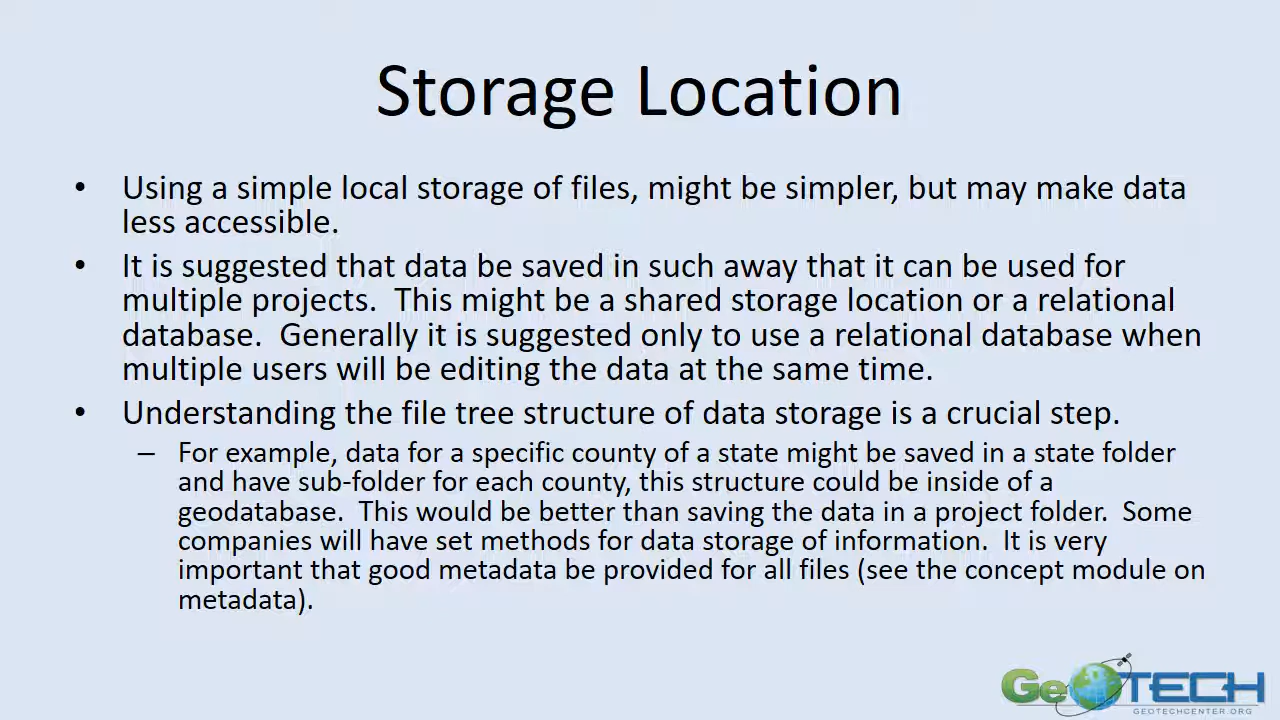 Storage Location
• Using a simple local storage of files, might be simpler, but may make data
less accessible.
• It is suggested that data be saved in such away that it can be used for
multiple projects.  This might be a shared storage location or a relational
database.  Generally it is suggested only to use a relational database when
multiple users will be editing the data at the same time.
• Understanding the file tree structure of data storage is a crucial step.
– For example, data for a specific county of a state might be saved in a state folder
and have sub-folder for each county, this structure could be inside of a
geodatabase.  This would be better than saving the data in a project folder.  Some
companies will have set methods for data storage of information.  It is very
important that good metadata be provided for all files (see the concept module on
metadata).
GeoTECH
GEOTECHCENTER.ORG